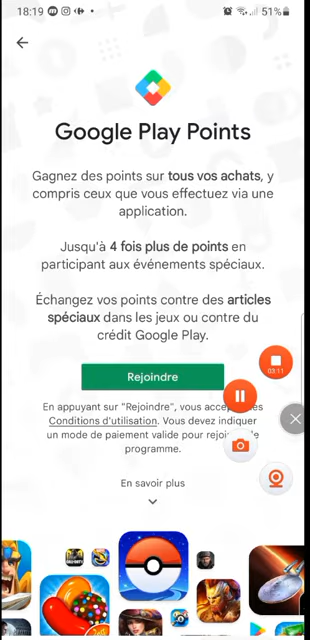 18:19 51%
Google Play Points
Gagnez des points sur tous vos achats, y
compris ceux que vous effectuez via une
application.
Jusqu'à 4 fois plus de points en
participant aux événements spéciaux.
Échangez vos points contre des articles
spéciaux dans les jeux ou contre du
crédit Google Play.
03:11
Rejoindre
En appuyant sur "Rejoindre", vous acce es
Conditions d'utilisation. Vous devez indiquer
un mode de paiement valide pour rejoi e
programme.
En savoir plus